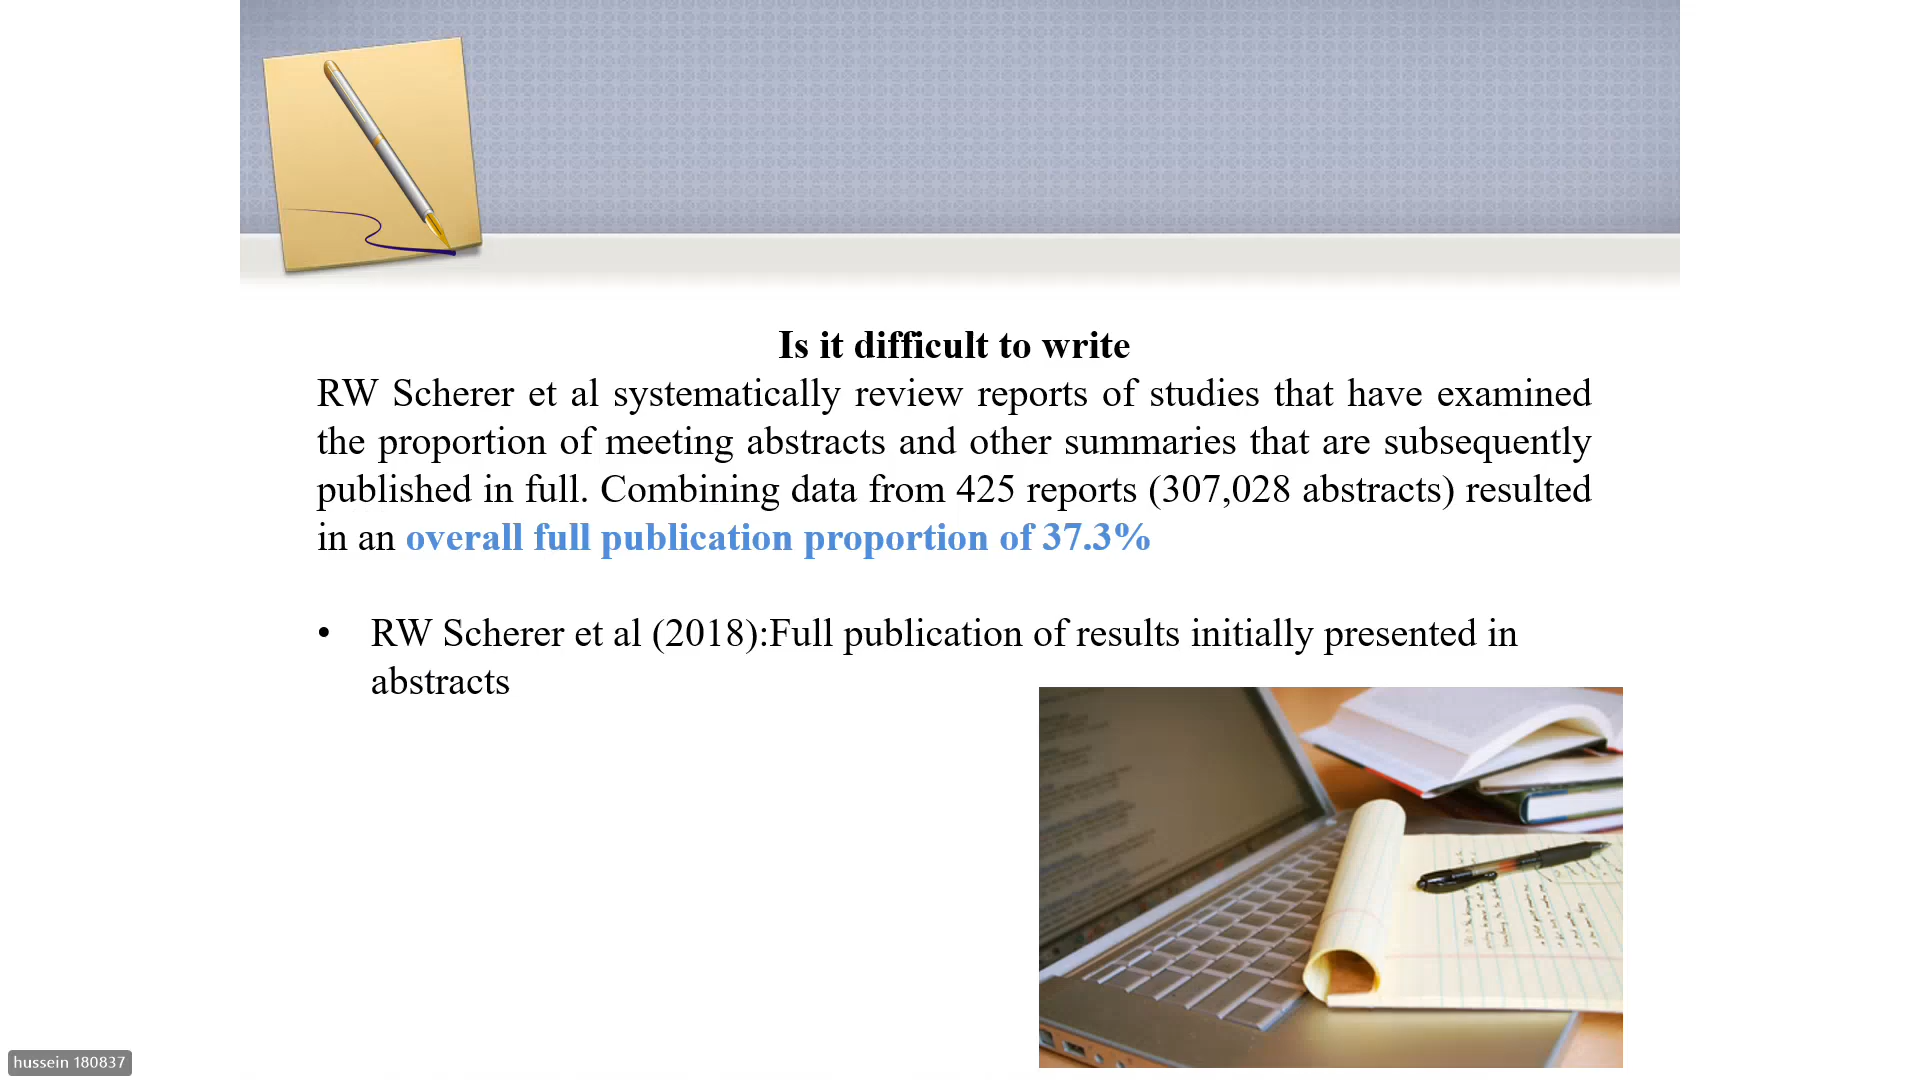 Is it difficult to write
RW Scherer et al systematically review reports of studies that have examined
the proportion of meeting abstracts and other summaries that are subsequently
published in full. Combining data from 425 reports (307,028 abstracts) resulted
in an overall full publication proportion of 37.3%
• RW Scherer et al (2018):Full publication of results initially presented in
abstracts
hussein 180837